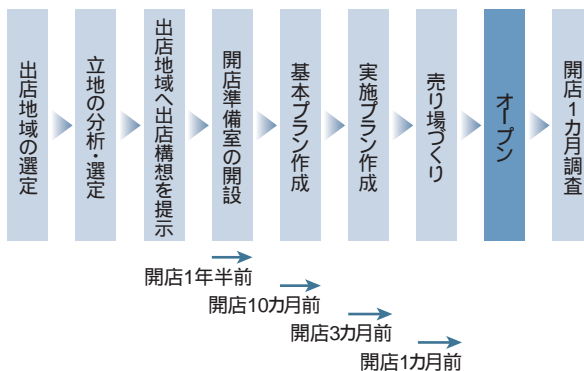 出店地域の選定
立地の分析・選定
出店地域へ出店構想を提示
開店準備室の開設
基本プラン作成
実施プラン作成
売り場づくり
オープン
開店1カ月調査
開店1年半前
開店10カ月前
開店3カ月前
開店1カ月前